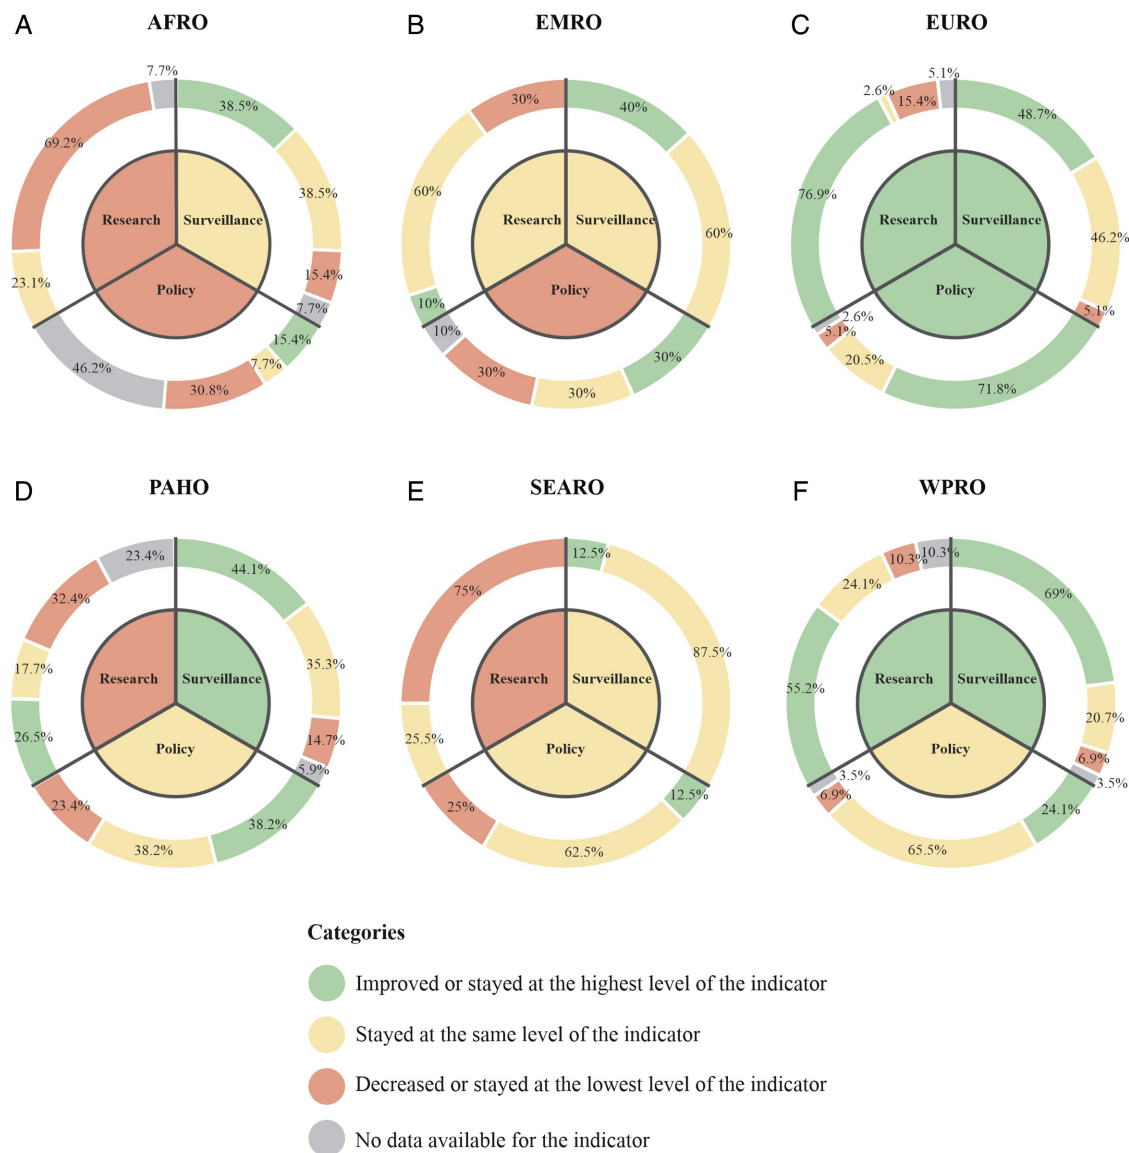 A
AFRO
7.7%
38.5%
69.2%
38.5%
Research
Surveillance
15.4%
23.1%
Policy
7.7%
15.4%
7.7%
46.2%
30.8%
B
EMRO
30%
40%
60%
Research
Surveillance
60%
Policy
10%
10%
30%
30%
30%
C
EURO
5.1%
2.6%
15.4%
48.7%
76.9%
Research
Surveillance
46.2%
Policy
5.1%
2.6%
5.1%
20.5%
71.8%
D
PAHO
23.4%
44.1%
32.4%
17.7%
35.3%
Research
Surveillance
26.5%
14.7%
Policy
5.9%
23.4%
38.2%
38.2%
E
SEARO
12.5%
75%
87.5%
Research
Surveillance
25.5%
Policy
12.5%
25%
62.5%
F
WPRO
10.3%
10.3%
24.1%
69%
55.2%
Research
Surveillance
20.7%
Policy
6.9%
3.5%
3.5%
6.9%
24.1%
65.5%
Categories
Improved or stayed at the highest level of the indicator
Stayed at the same level of the indicator
Decreased or stayed at the lowest level of the indicator
No data available for the indicator